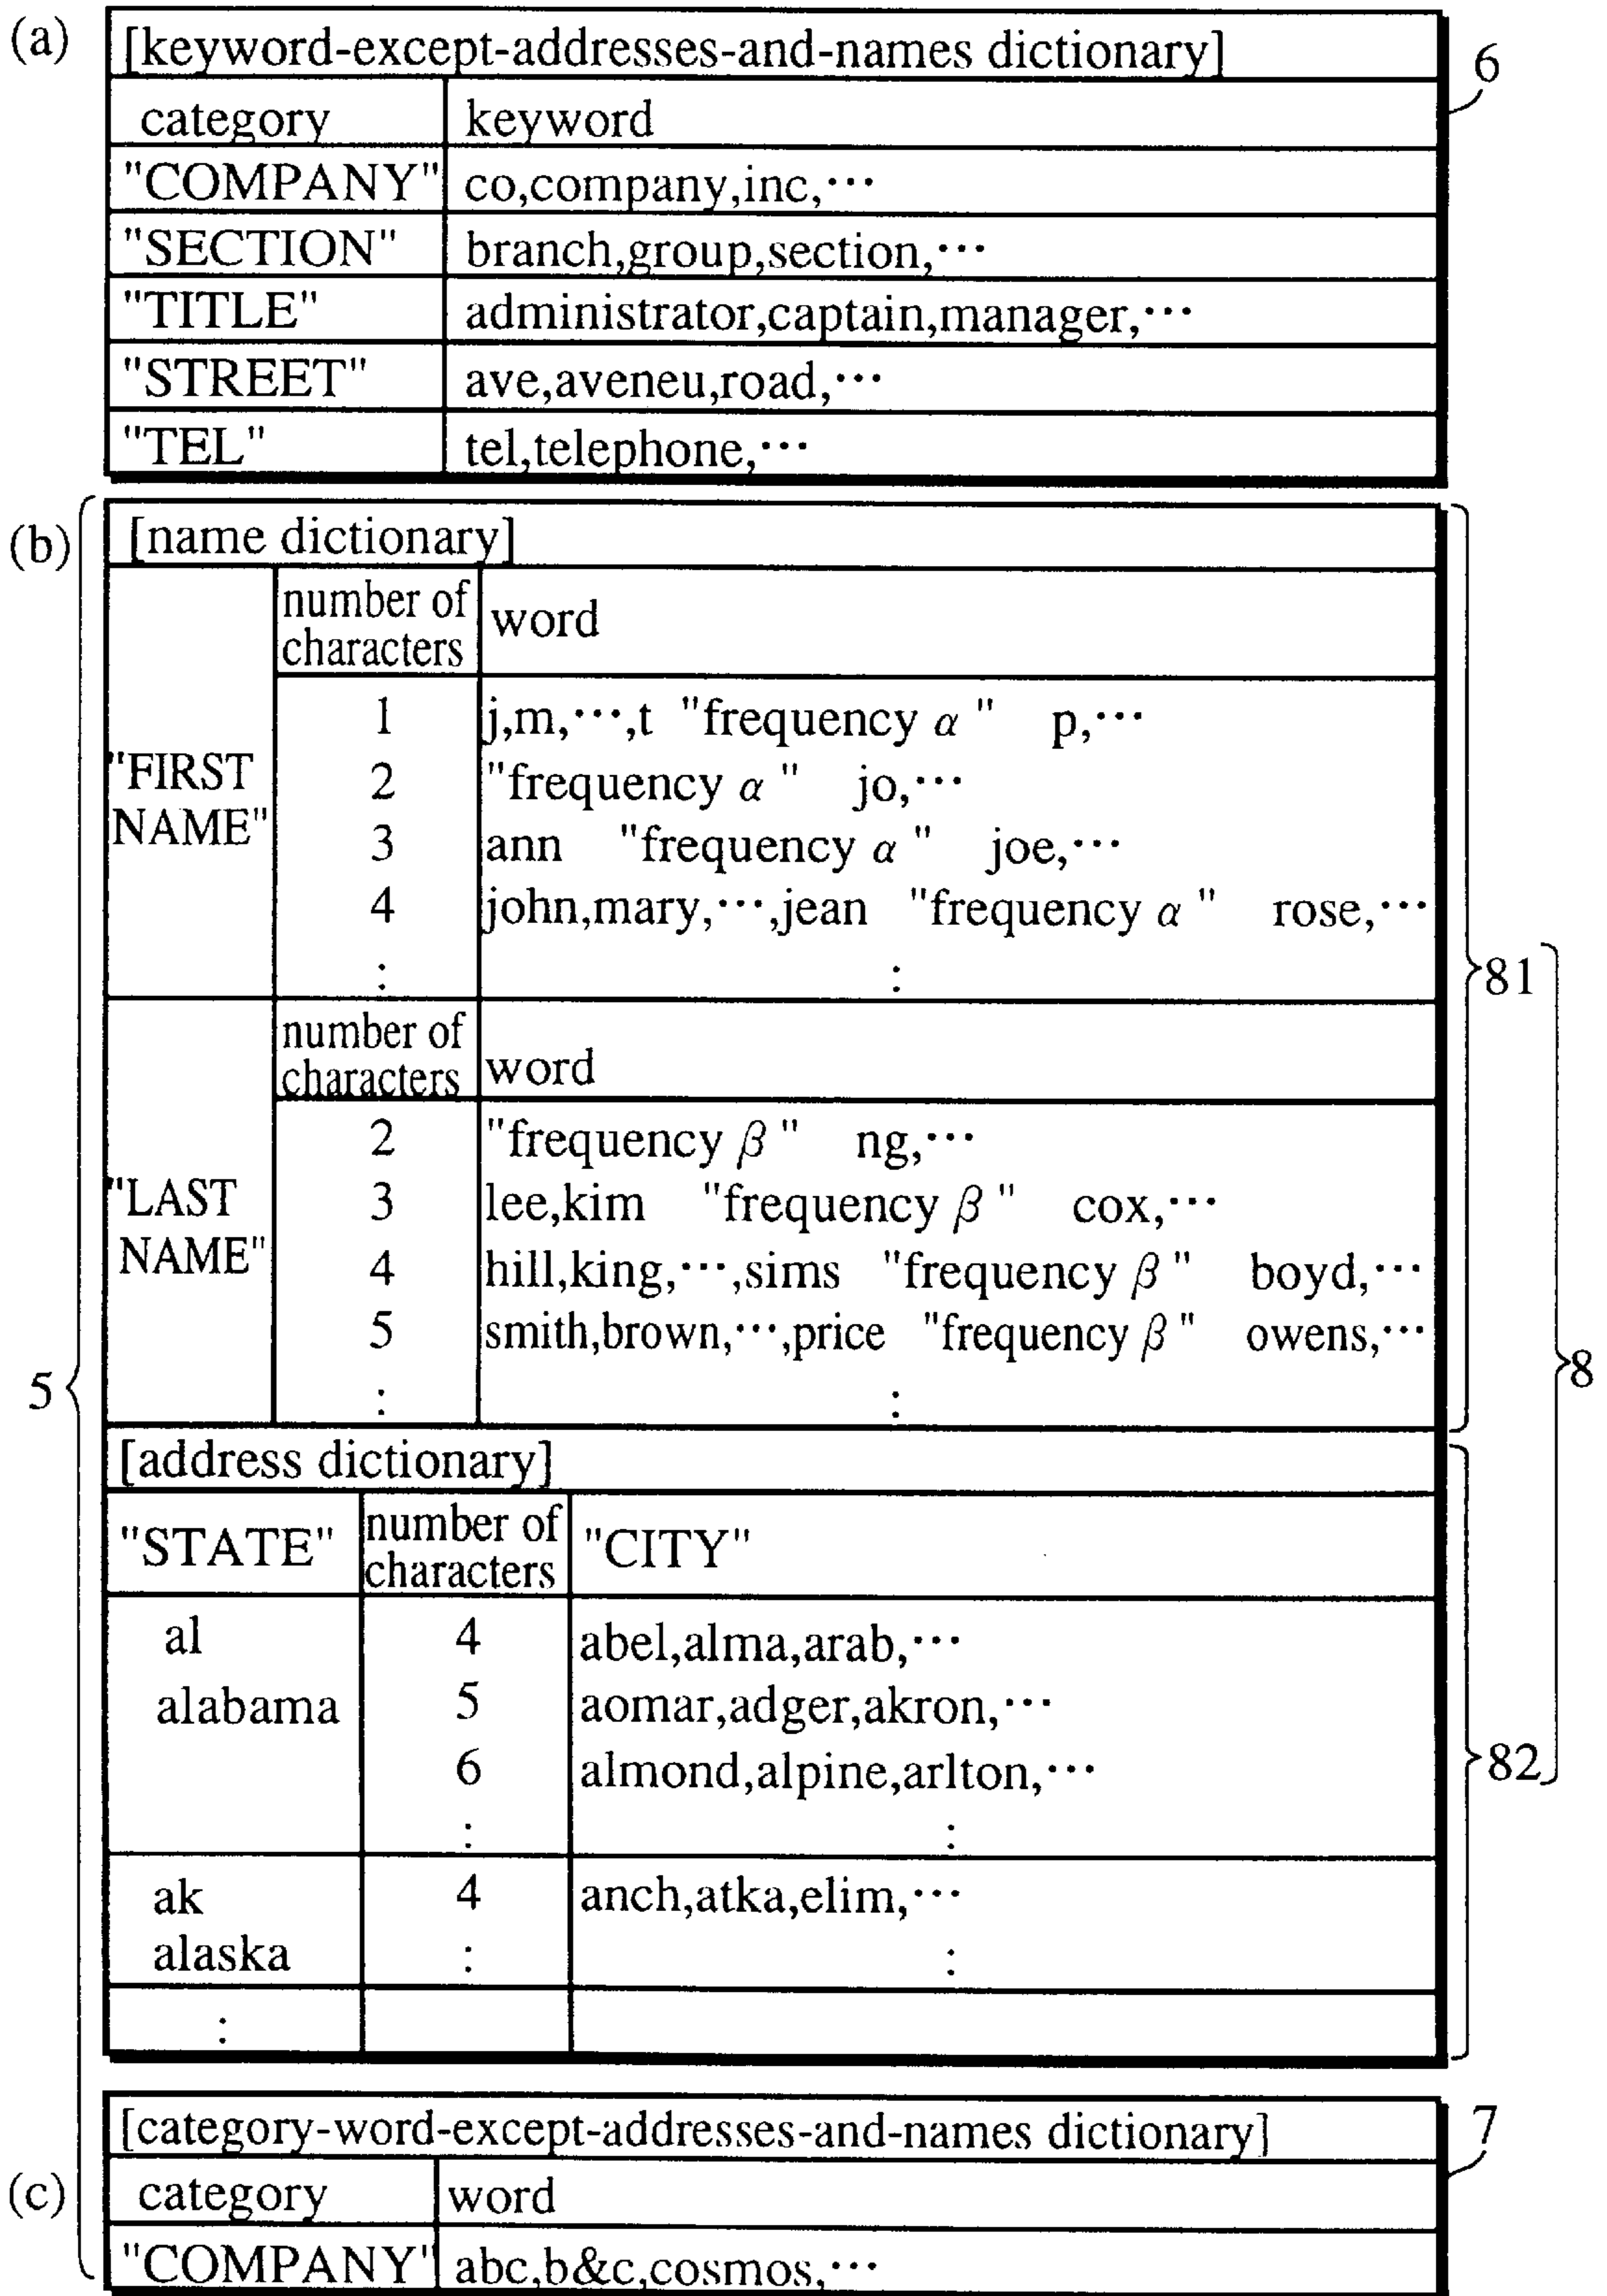 (a)
[keyword-except-addresses-and-names dictionary]
6
category keyword
"COMPANY" co,company,inc,···
"SECTION" branch,group,section,···
"TITLE" administrator,captain,manager,···
"STREET" ave,aveneu,road,···
"TEL" tel,telephone,···
(b)
[name dictionary]
number of
characters
word
1 j,m,···,t "frequency α" p,···
"FIRST
NAME"
2 "frequency α" jo,···
3 ann "frequency α" joe,···
4 john,mary,···,jean "frequency α" rose,···
: :
81
number of
characters
word
2 "frequency β" ng,···
"LAST
NAME"
3 lee,kim "frequency β" cox,···
4 hill,king,···,sims "frequency β" boyd,···
5 smith,brown,···,price "frequency β" owens,···
: :
5
8
[address dictionary]
"STATE" number of
characters
"CITY"
al 4 abel,alma,arab,···
alabama 5 aomar,adger,akron,···
6 almond,alpine,arlton,···
: :
82
ak 4 anch,atka,elim,···
alaska : :
:
[category-word-except-addresses-and-names dictionary]
7
(c)
category word
"COMPANY" abc,b&c,cosmos,···